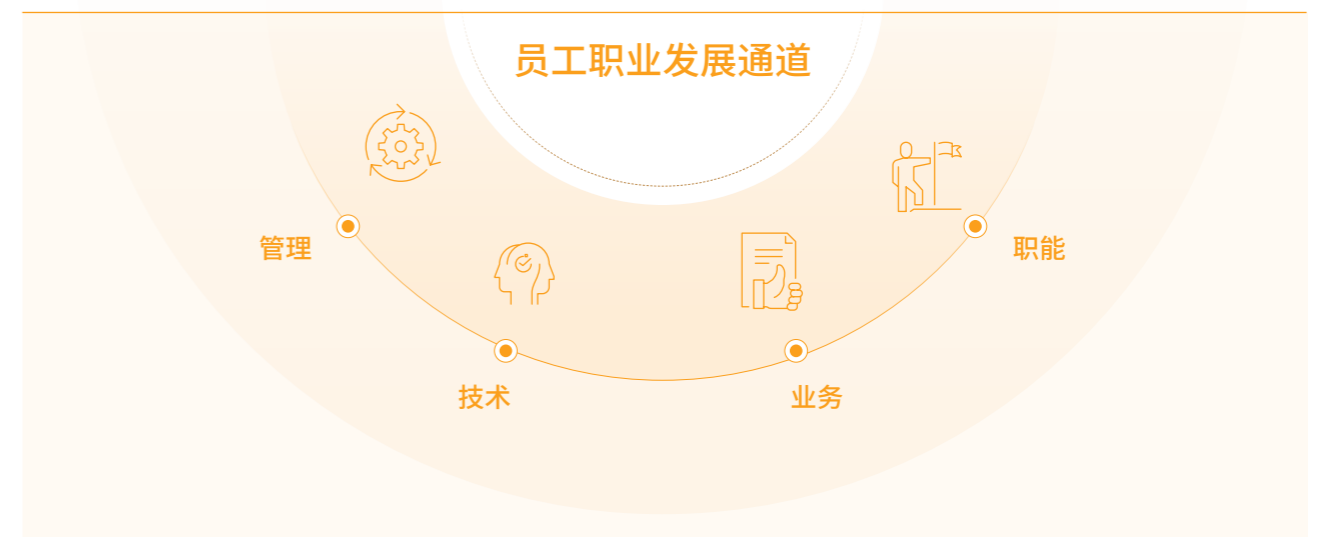 员工职业发展通道
管理
技术
业务
职能